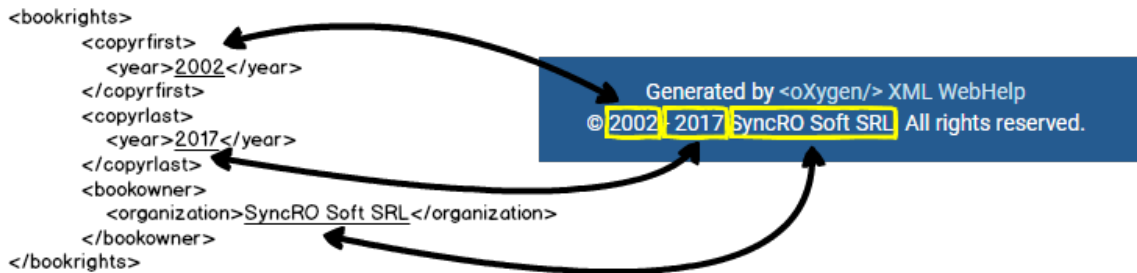 <bookrights>
<copyrfirst>
<year>2002</year>
</copyrfirst>
<copyrlast>
<year>2017</year>
</copyrlast>
<bookowner>
<organization>SyncRO Soft SRL</organization>
</bookowner>
</bookrights>
Generated by <oXygen/> XML WebHelp
© 2002 - 2017 SyncRO Soft SRL. All rights reserved.